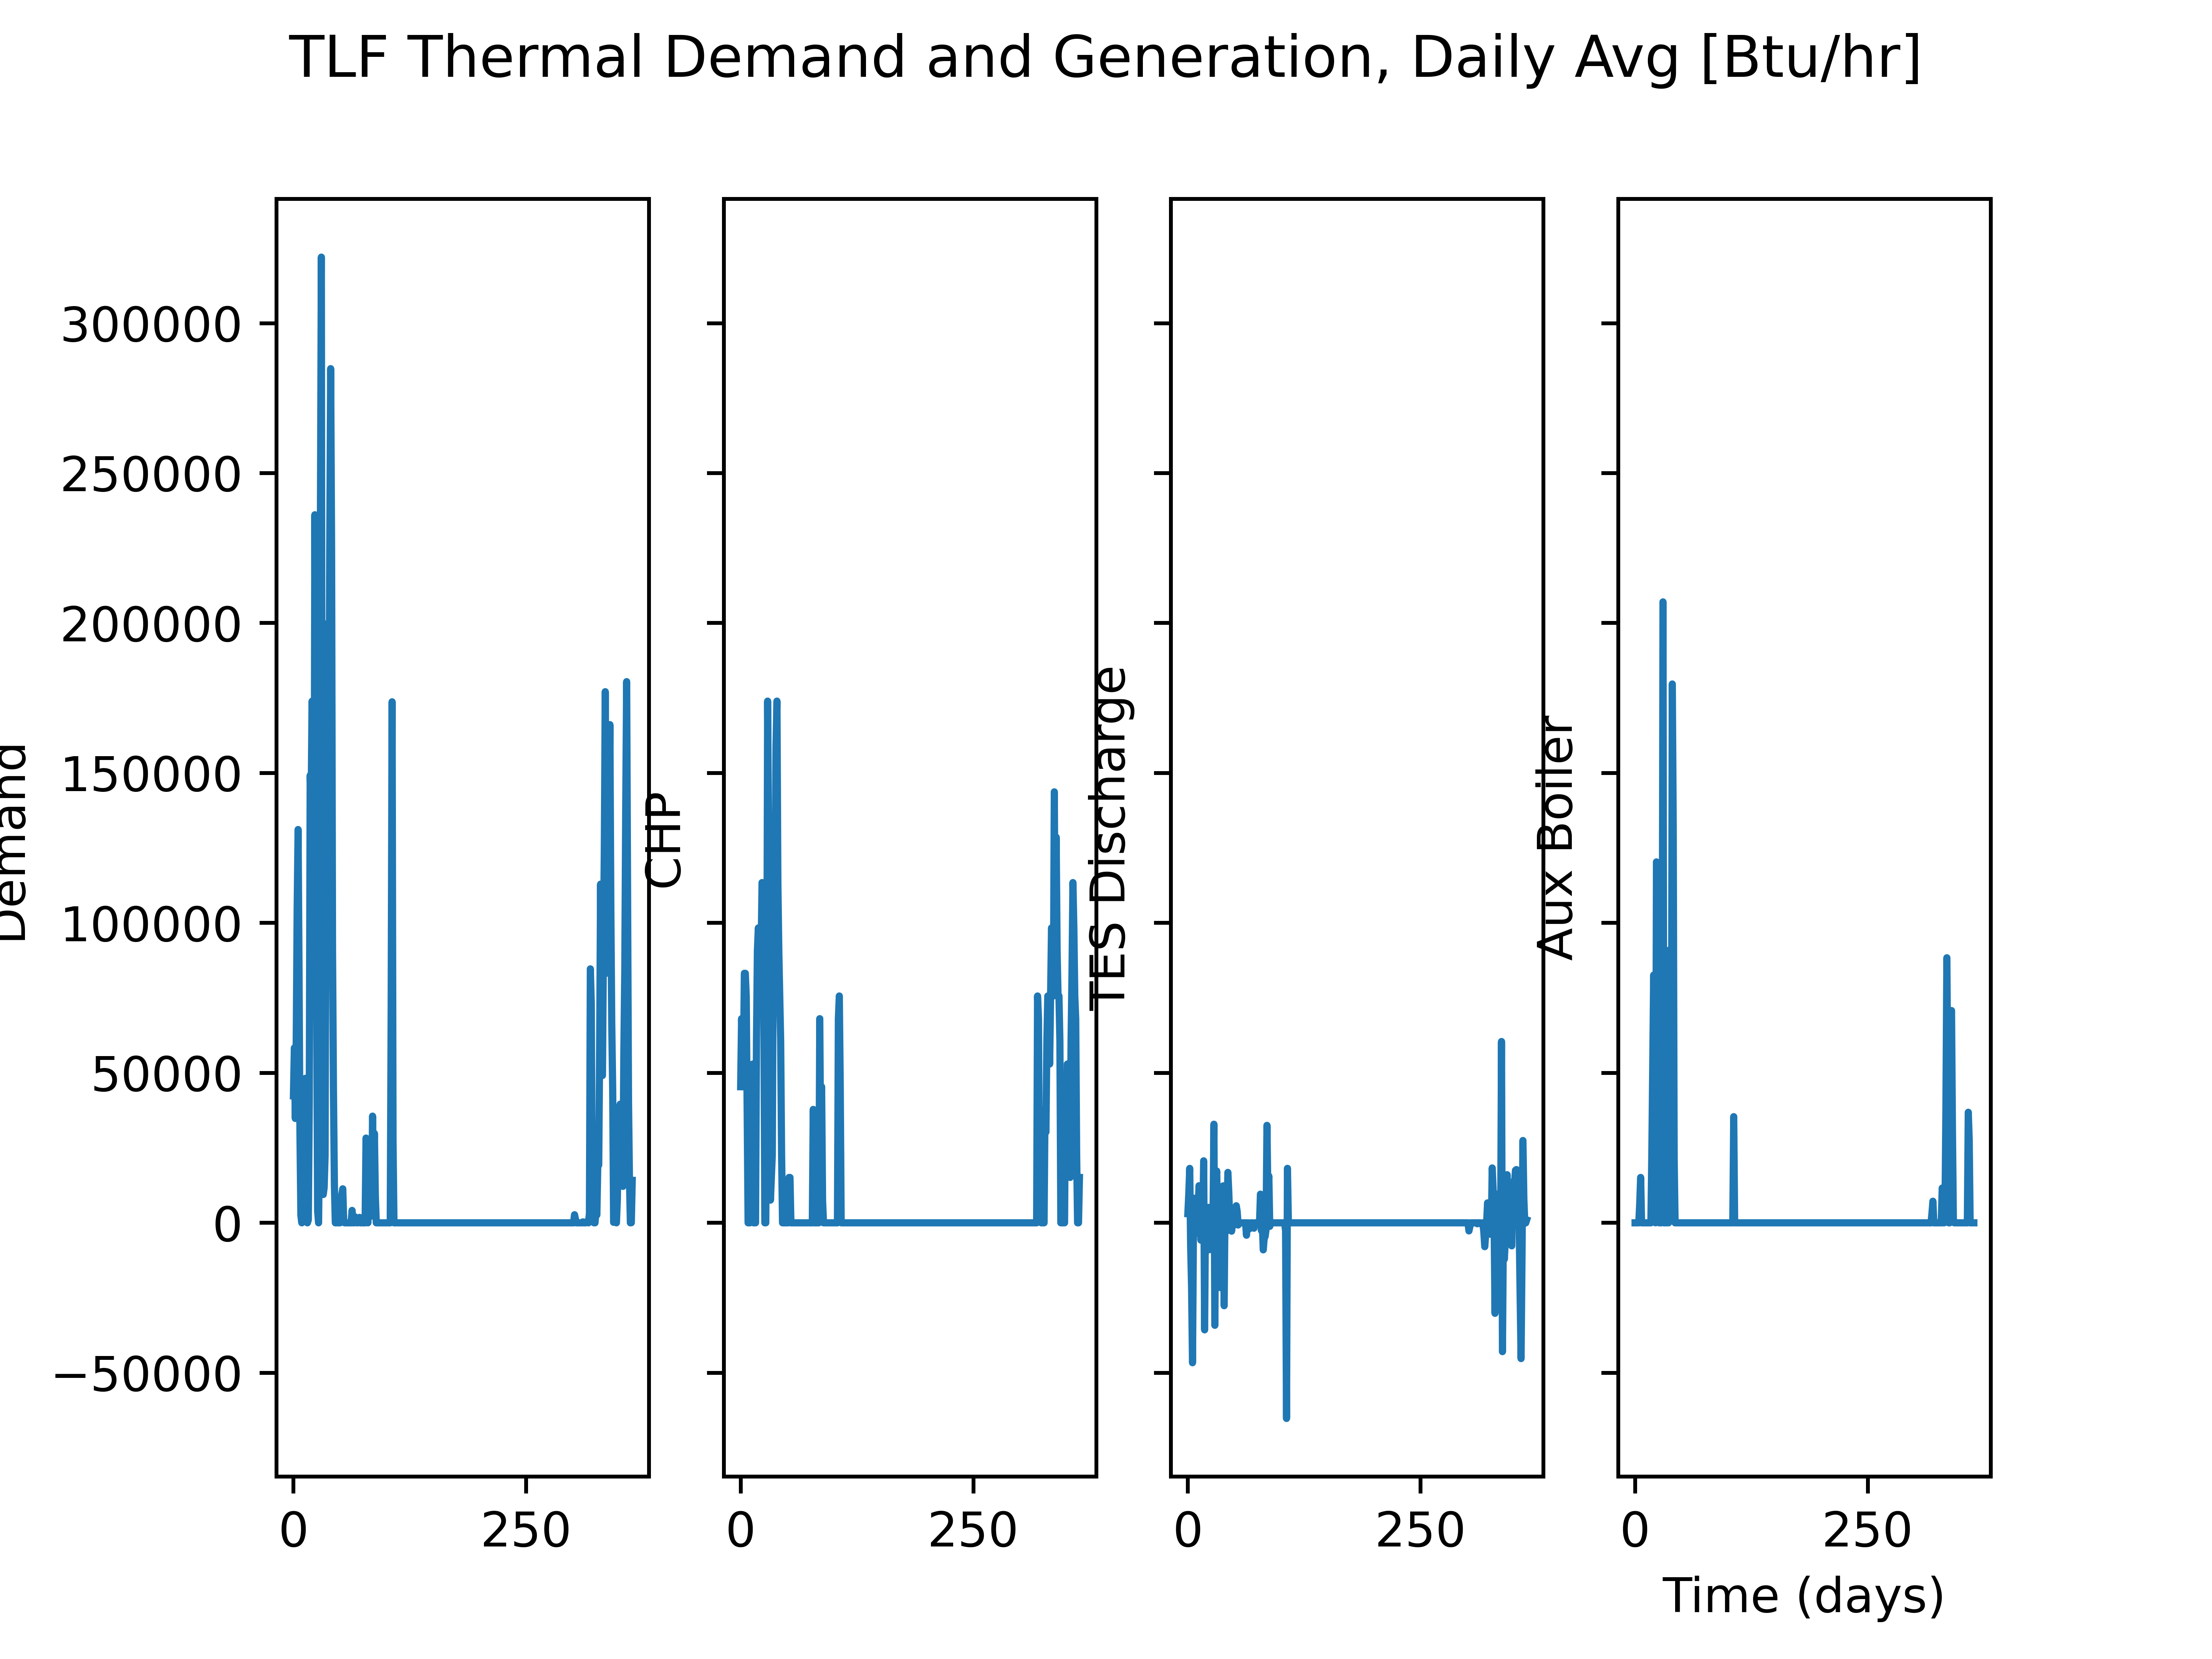 TLF Thermal Demand and Generation, Daily Avg [Btu/hr]
Demand
300000
250000
200000
150000
100000
50000
0
−50000
CHP
TES Discharge
Aux Boiler
0 250 0 250 0 250 0 250
Time (days)